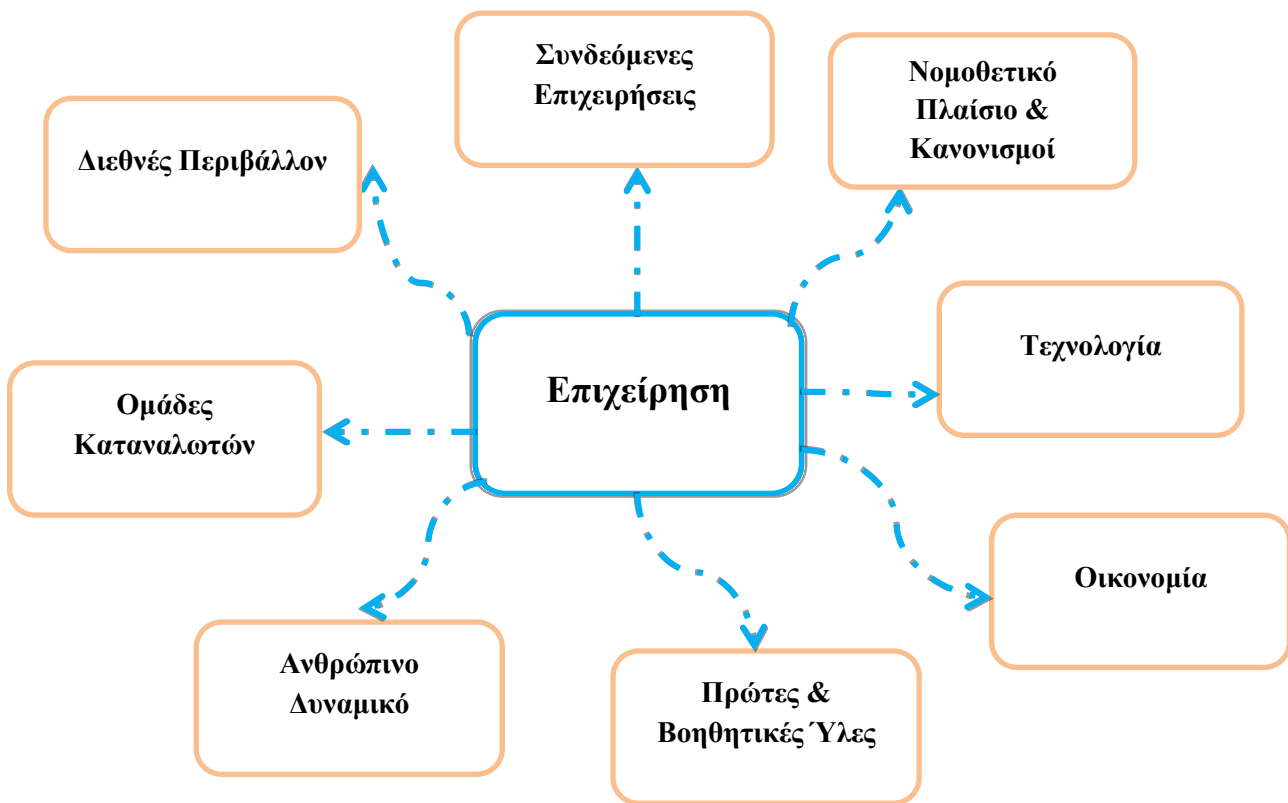 Συνδεόμενες
Επιχειρήσεις
Νομοθετικό
Πλαίσιο &
Κανονισμοί
Διεθνές Περιβάλλον
Τεχνολογία
Επιχείρηση
Ομάδες
Καταναλωτών
Οικονομία
Ανθρώπινο
Δυναμικό
Πρώτες &
Βοηθητικές Ύλες